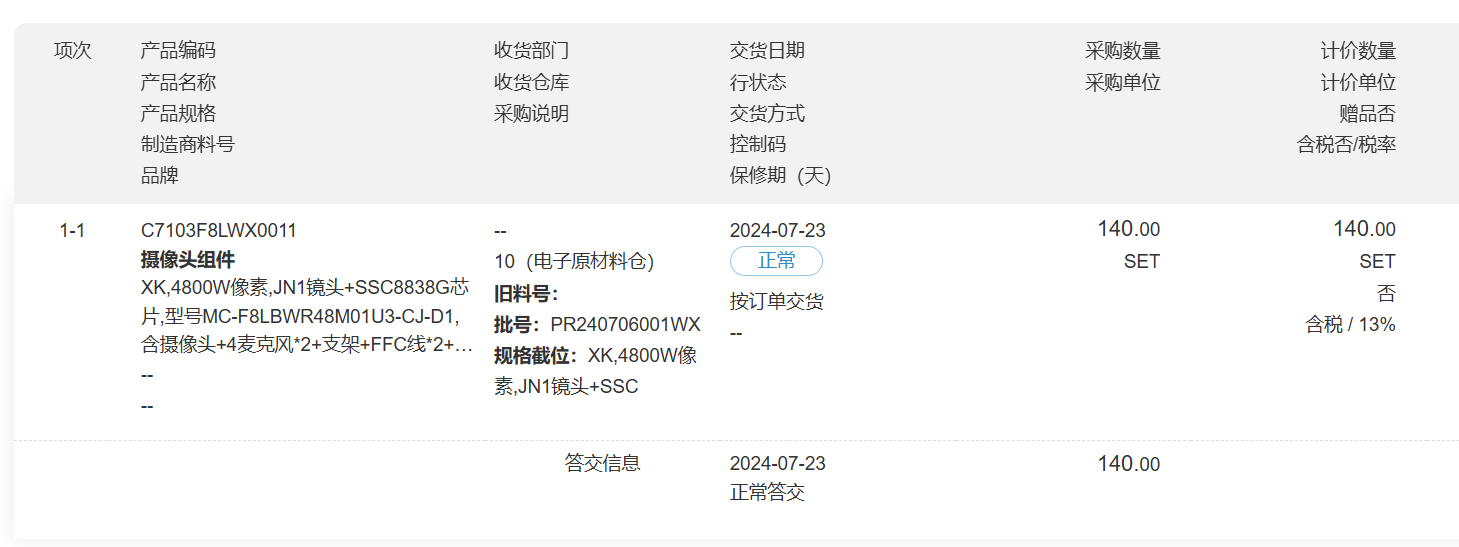 项次
产品编码
产品名称
产品规格
制造商料号
品牌
收货部门
收货仓库
采购说明
交货日期
行状态
交货方式
控制码
保修期（天）
采购数量
采购单位
计价数量
计价单位
赠品否
含税否/税率
1-1
C7103F8LWX0011
摄像头组件
XK,4800W像素,JN1镜头+SSC8838G芯
片,型号MC-F8LBWR48M01U3-CJ-D1,
含摄像头+4麦克风*2+支架+FFC线*2+…
--
--
--
10（电子原材料仓）
旧料号：
批号：PR240706001WX
规格截位：XK,4800W像
素,JN1镜头+SSC
2024-07-23
正常
按订单交货
--
140.00
SET
140.00
SET
否
含税 / 13%
答交信息
2024-07-23
正常答交
140.00